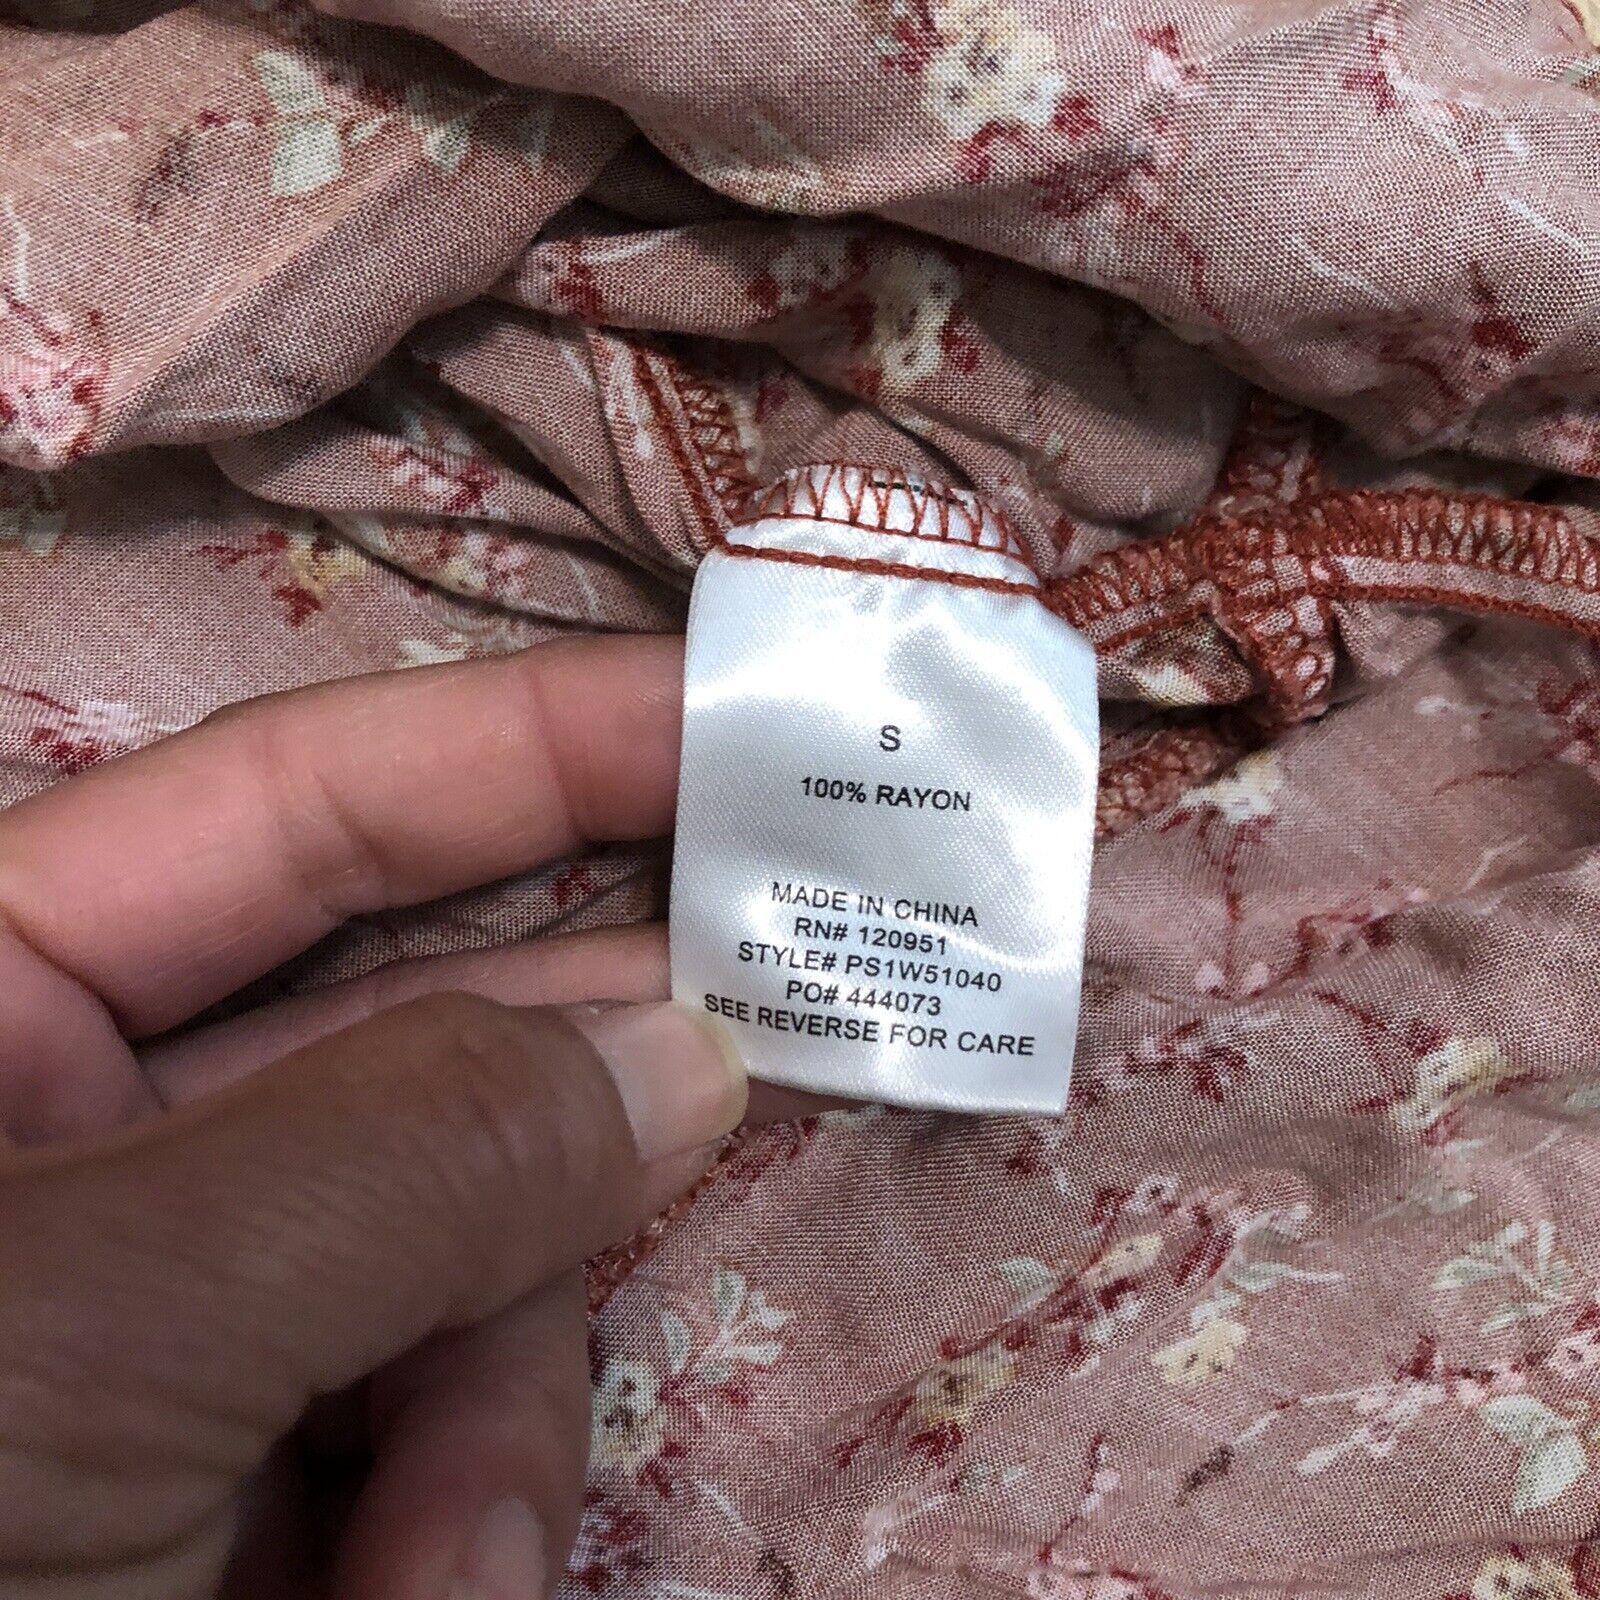 S
100% RAYON
MADE IN CHINA
RN# 120951
STYLE# PS1W51040
PO# 444073
SEE REVERSE FOR CARE